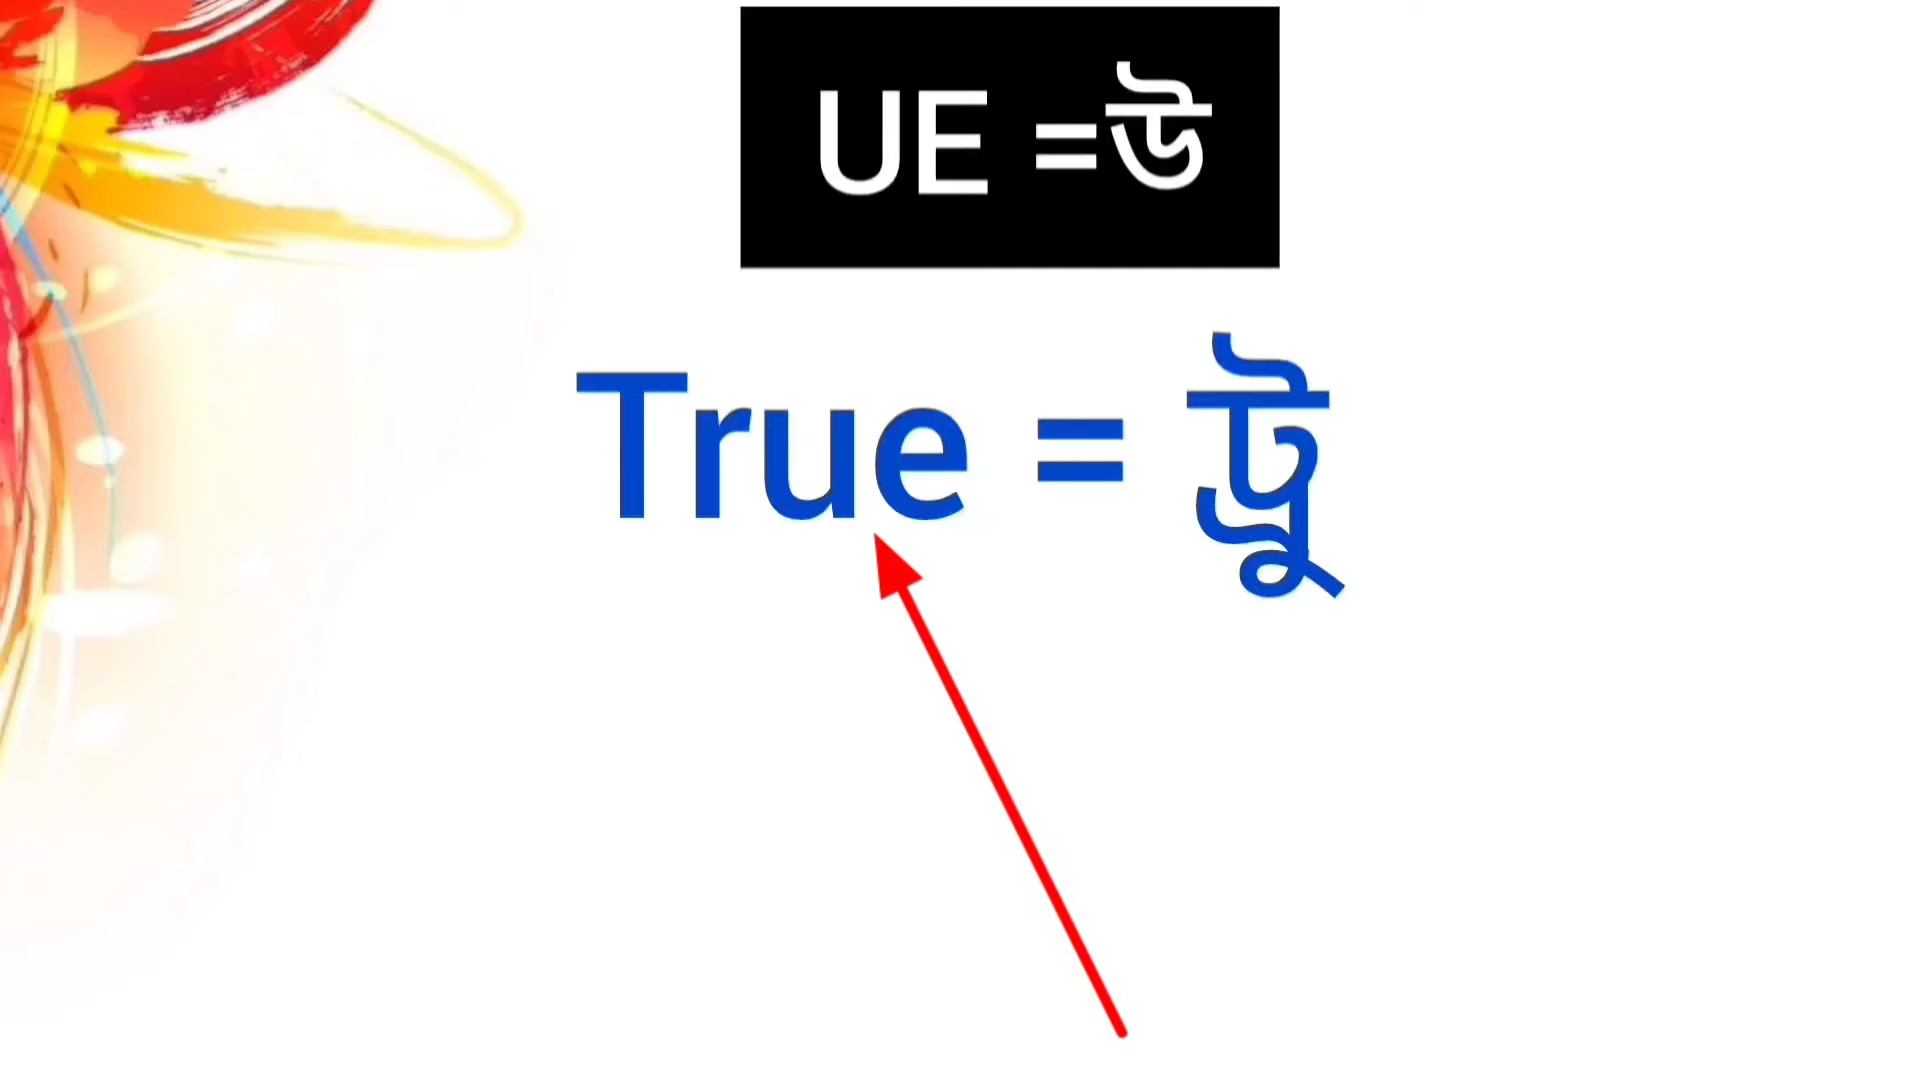 UE =উ
True = ট্রু